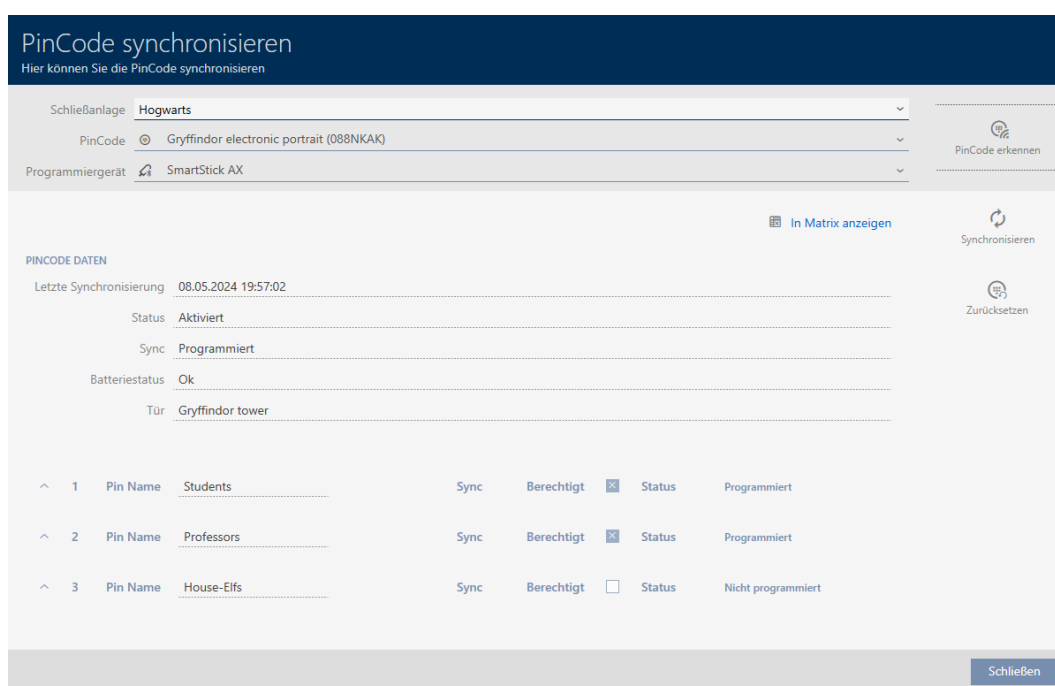 PinCode synchronisieren
Hier können Sie die PinCode synchronisieren
Schließanlage Hogwarts
PinCode Gryffindor electronic portrait (088NKAK)
Programmiergerät SmartStick AX
PinCode erkennen
In Matrix anzeigen
Synchronisieren
Zurücksetzen
PINCODE DATEN
Letzte Synchronisierung 08.05.2024 19:57:02
Status Aktiviert
Sync Programmiert
Batteriestatus Ok
Tür Gryffindor tower
1 Pin Name Students Sync Berechtigt Status Programmiert
2 Pin Name Professors Sync Berechtigt Status Programmiert
3 Pin Name House-Elfs Sync Berechtigt Status Nicht programmiert
Schließen